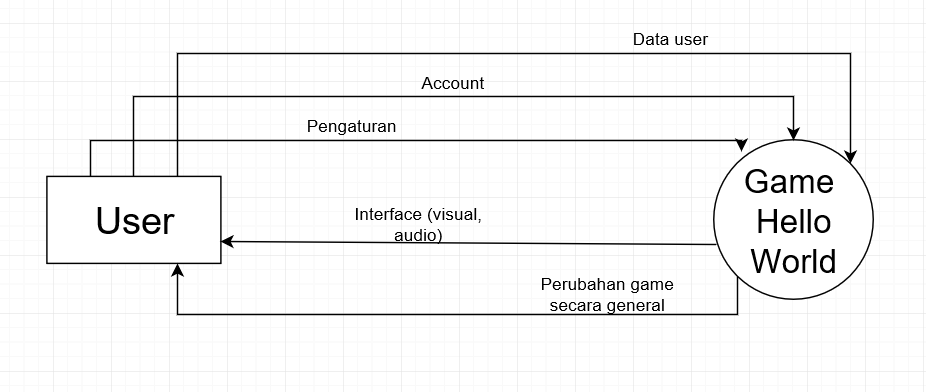 Data user
Account
Pengaturan
User
Game
Hello
World
Interface (visual,
audio)
Perubahan game
secara general